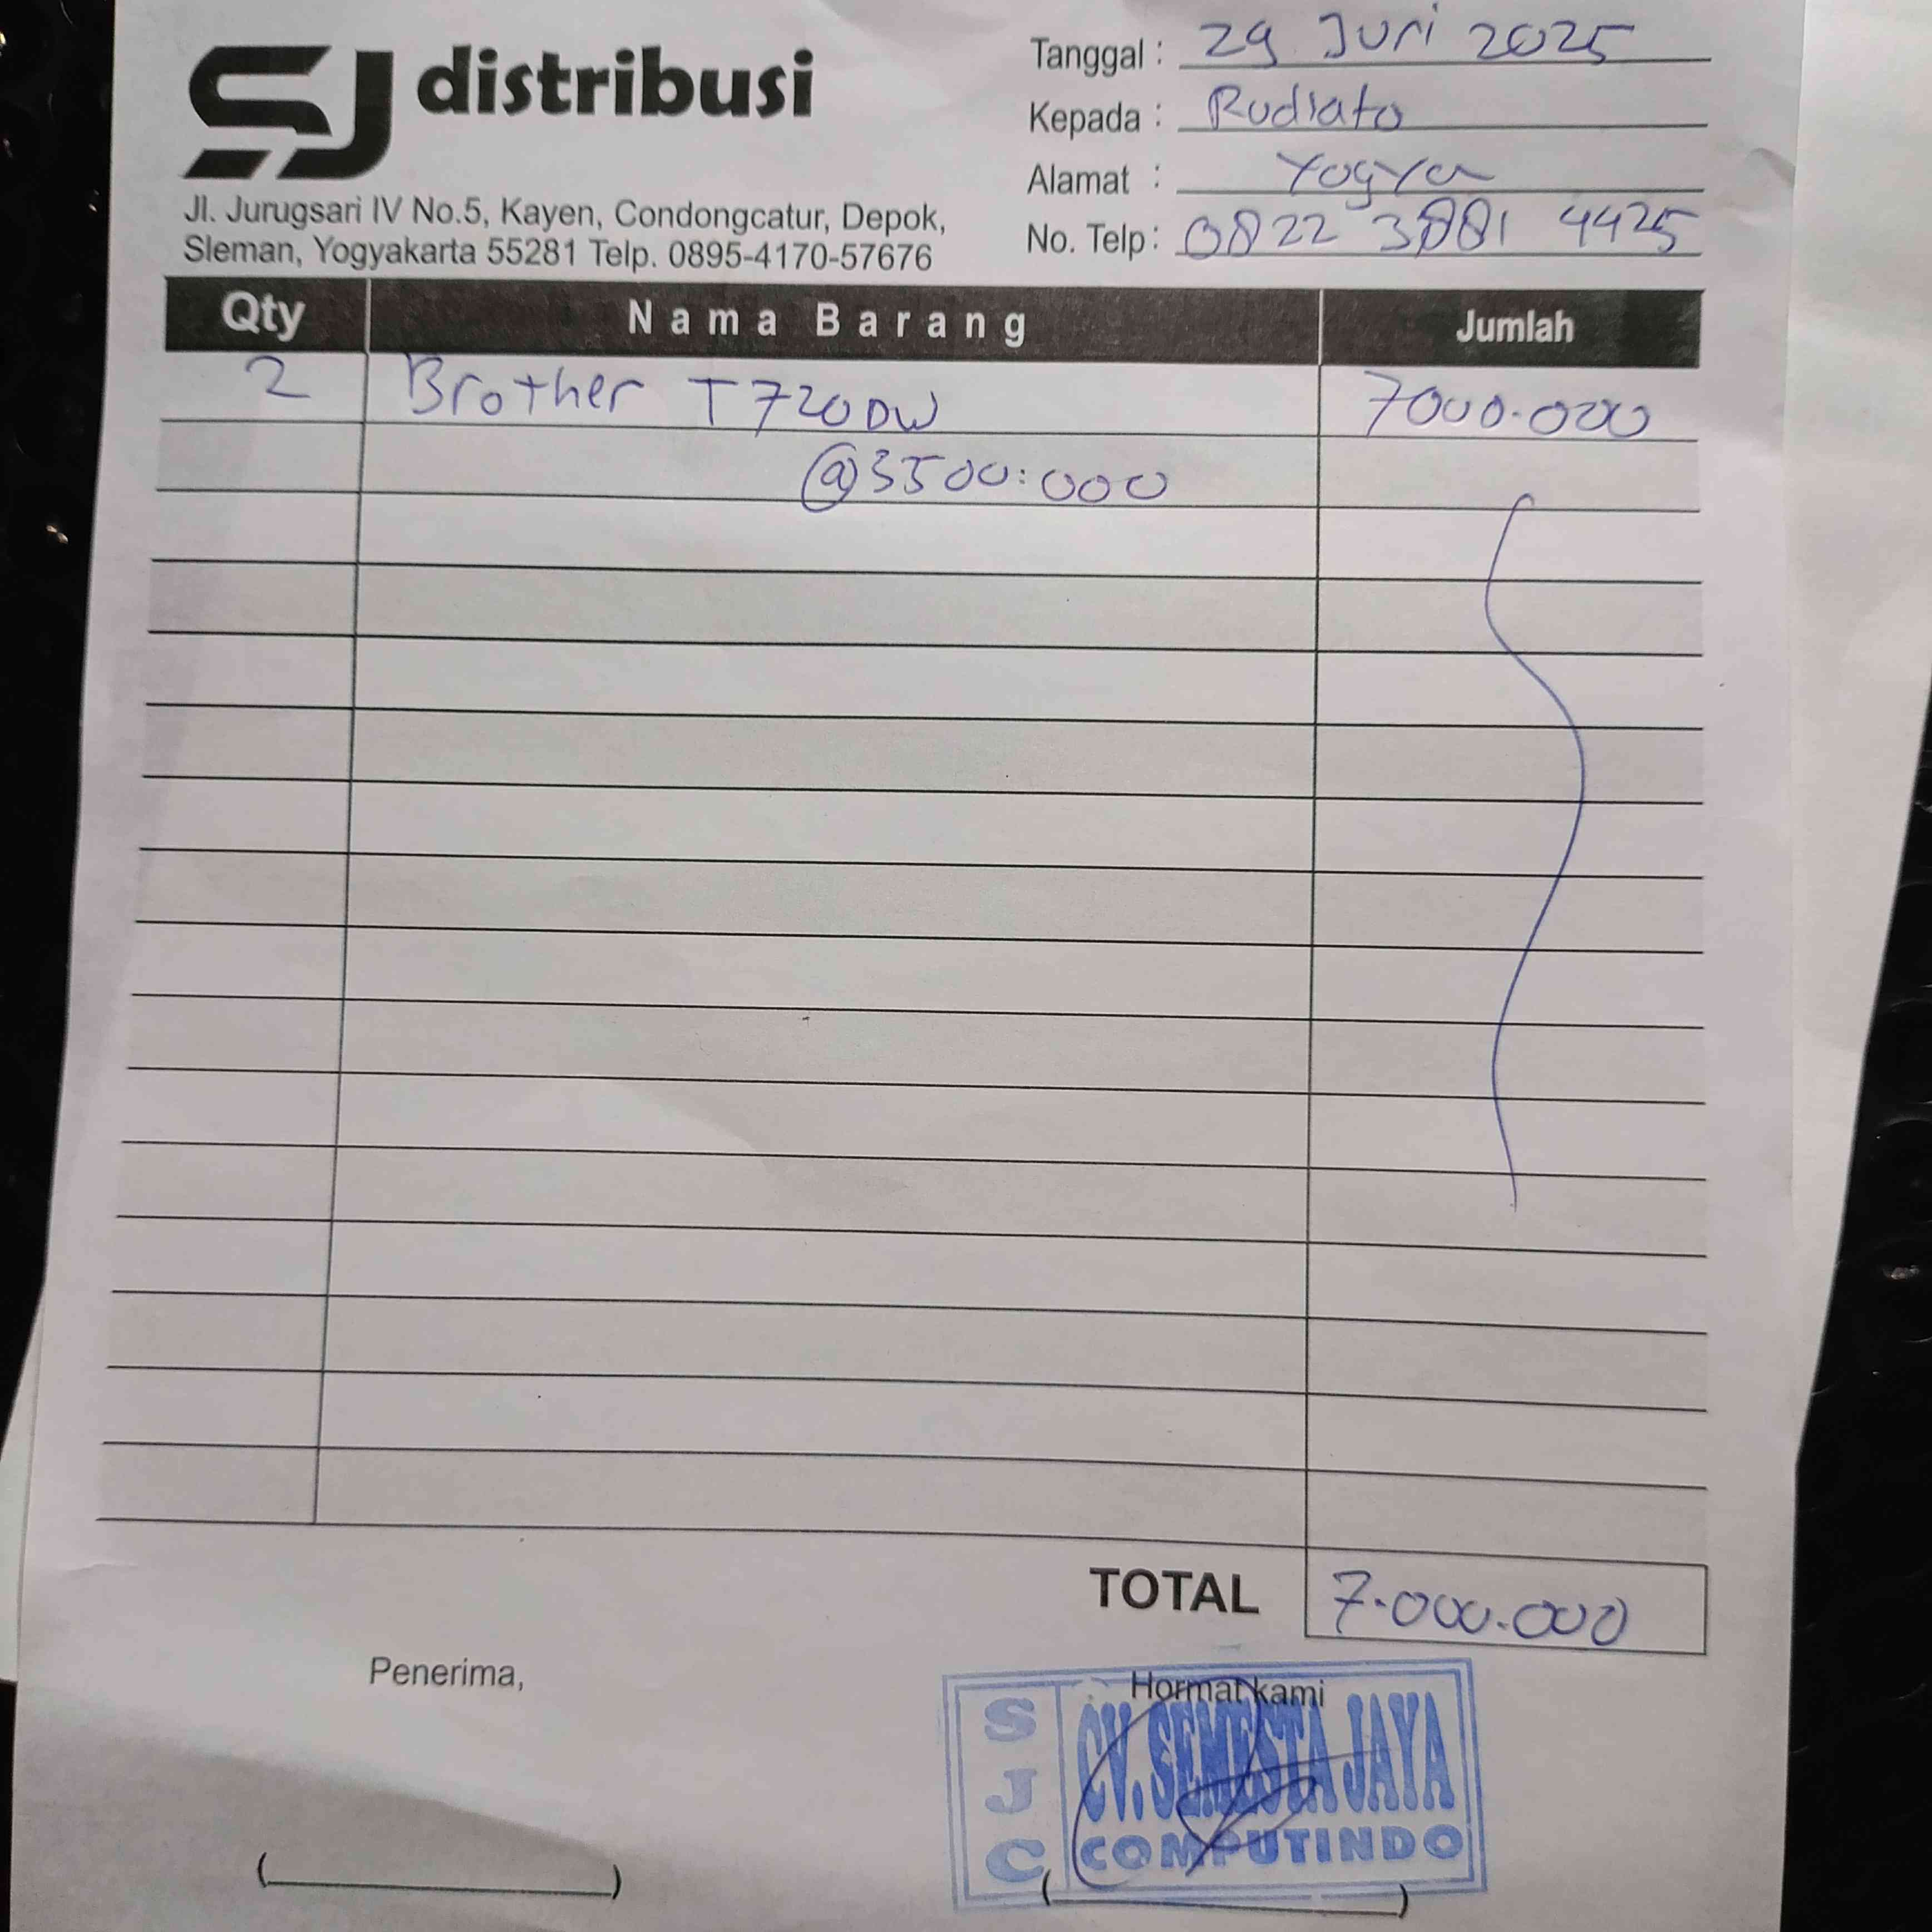 SJ distribusi
Jl. Jurugsari IV No.5, Kayen, Condongcatur, Depok,
Sleman, Yogyakarta 55281 Telp. 0895-4170-57676
Tanggal : 29 Juni 2025
Kepada : Rudiato
Alamat : Yogya
No. Telp : 0822 3881 4425
Qty Nama Barang Jumlah
2 Brother T720DW 7000.000
@3500.000
TOTAL 7.000.000
Penerima,
Hormat kami
SJC
CV. SEMESTA JAYA
COMPUTINDO